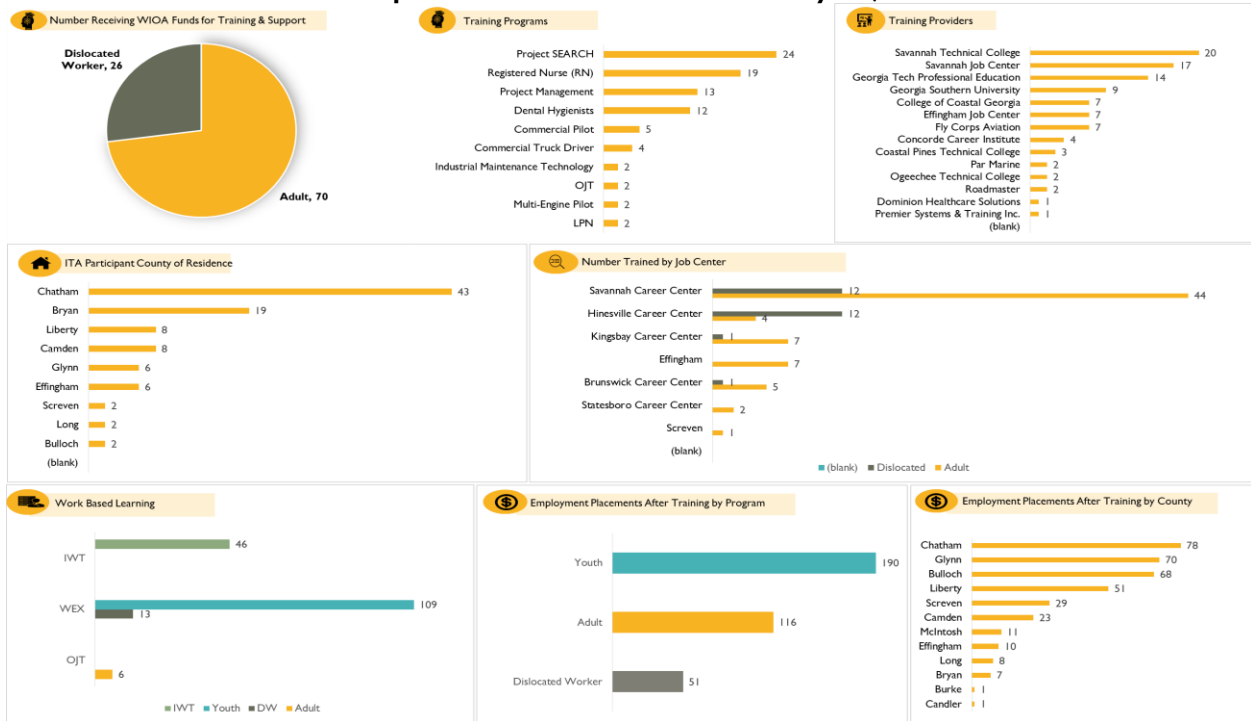 Number Receiving WIOA Funds for Training & Support
Dislocated
Worker, 26
Adult, 70
Training Programs
Project SEARCH 24
Registered Nurse (RN) 19
Project Management 13
Dental Hygienists 12
Commercial Pilot 5
Commercial Truck Driver 4
Industrial Maintenance Technology 2
OJT 2
Multi-Engine Pilot 2
LPN 2
Training Providers
Savannah Technical College 20
Savannah Job Center 17
Georgia Tech Professional Education 14
Georgia Southern University 9
College of Coastal Georgia 7
Effingham Job Center 7
Fly Corps Aviation 7
Concorde Career Institute 4
Coastal Pines Technical College 3
Par Marine 2
Ogeechee Technical College 2
Roadmaster 2
Dominion Healthcare Solutions 1
Premier Systems & Training Inc. 1
(blank)
ITA Participant County of Residence
Chatham 43
Bryan 19
Liberty 8
Camden 8
Glynn 6
Effingham 6
Screven 2
Long 2
Bulloch 2
(blank)
Number Trained by Job Center
Savannah Career Center 12
44
Hinesville Career Center 12
4
Kingsbay Career Center 1
7
Effingham 7
Brunswick Career Center 1
5
Statesboro Career Center 2
Screven 1
(blank)
(blank) Dislocated Adult
Work Based Learning
IWT 46
WEX 109
13
OJT 6
IWT Youth DW Adult
Employment Placements After Training by Program
Youth 190
Adult 116
Dislocated Worker 51
Employment Placements After Training by County
Chatham 78
Glynn 70
Bulloch 68
Liberty 51
Screven 29
Camden 23
McIntosh 11
Effingham 10
Long 8
Bryan 7
Burke 1
Candler 1